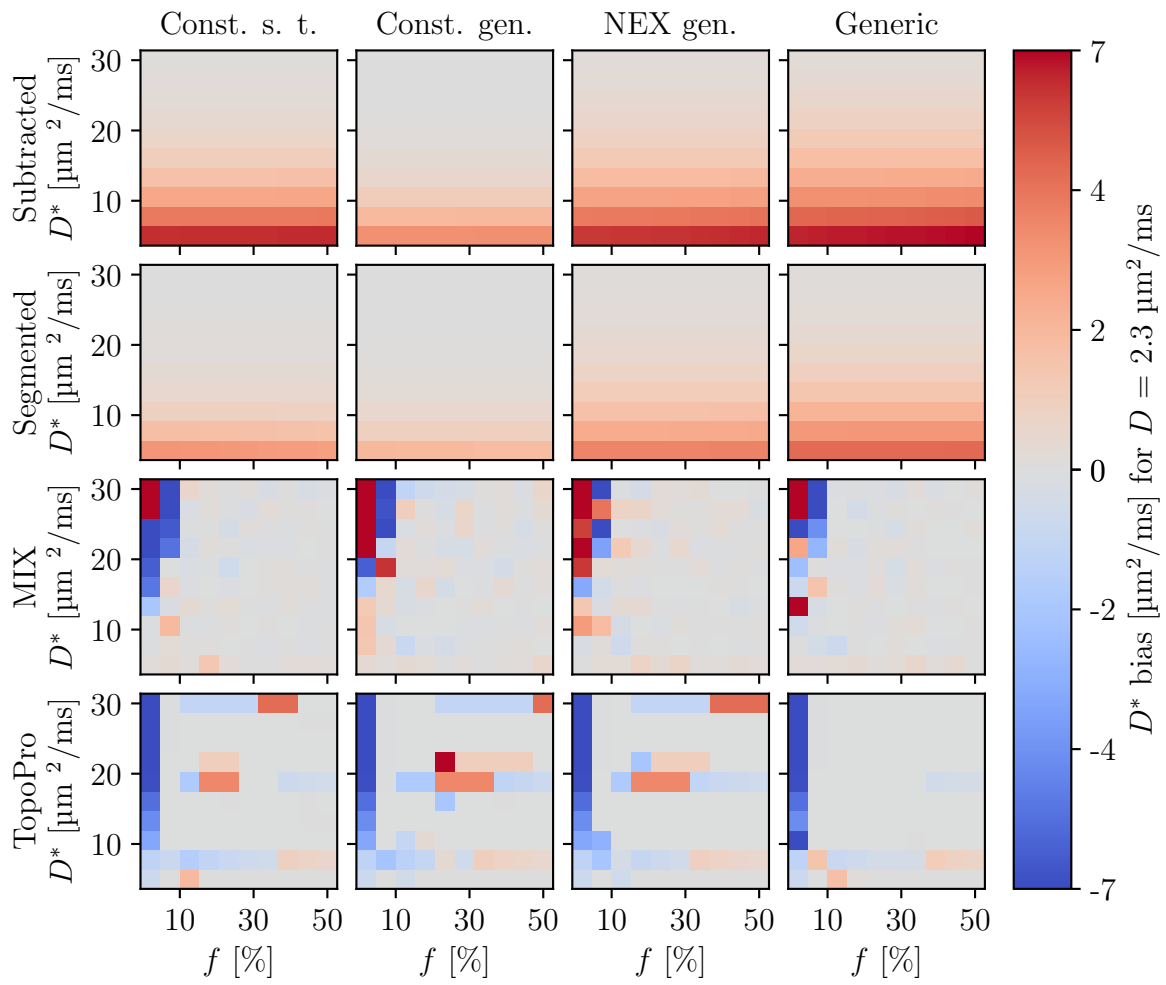 Const. s. t. Const. gen. NEX gen. Generic
Subtracted
D* [µm ²/ms]
30
20
10
Segmented
D* [µm ²/ms]
30
20
10
MIX
D* [µm ²/ms]
30
20
10
TopoPro
D* [µm ²/ms]
30
20
10
10 30 50 10 30 50 10 30 50 10 30 50
f [%] f [%] f [%] f [%]
7
4
2
0
-2
-4
-7
D* bias [µm²/ms] for D = 2.3 µm²/ms